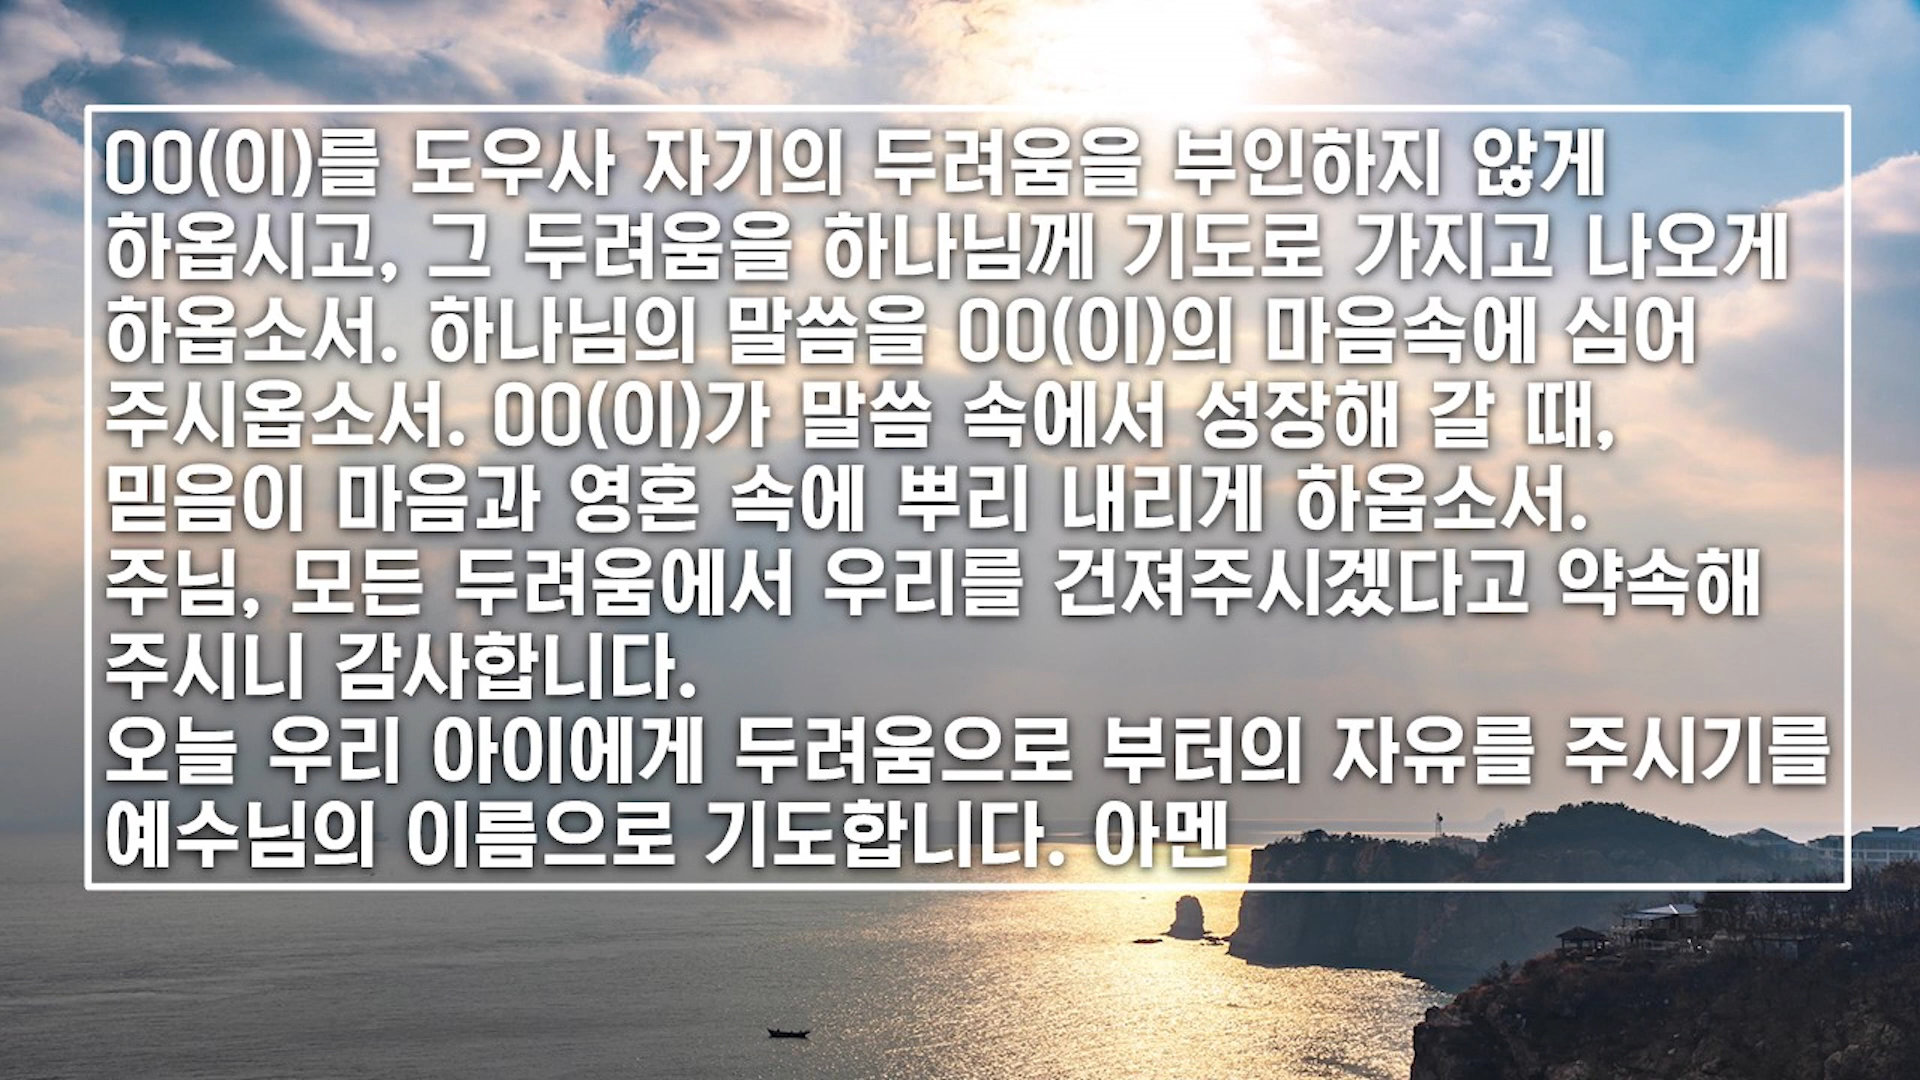 00(이)를 도우사 자기의 두려움을 부인하지 않게
하옵시고, 그 두려움을 하나님께 기도로 가지고 나오게
하옵소서. 하나님의 말씀을 00(이)의 마음속에 심어
주시옵소서. 00(이)가 말씀 속에서 성장해 갈 때,
믿음이 마음과 영혼 속에 뿌리 내리게 하옵소서.
주님, 모든 두려움에서 우리를 건져주시겠다고 약속해
주시니 감사합니다.
오늘 우리 아이에게 두려움으로 부터의 자유를 주시기를
예수님의 이름으로 기도합니다. 아멘